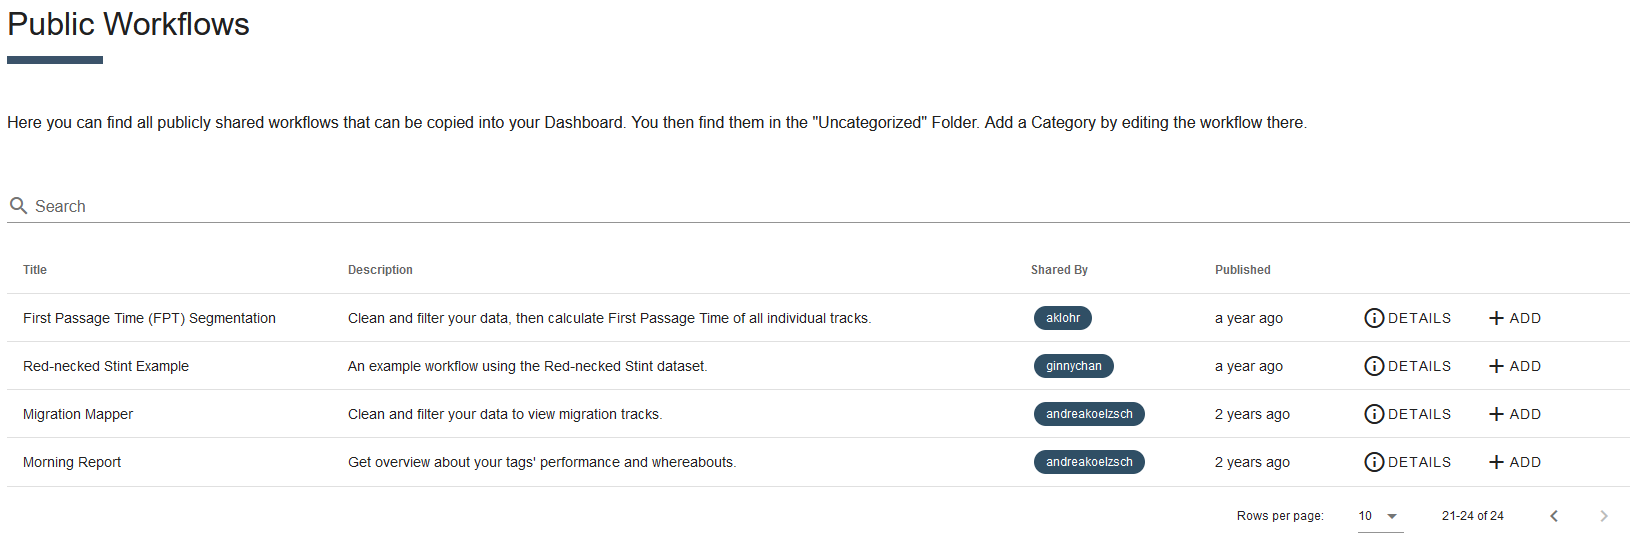 Public Workflows
Here you can find all publicly shared workflows that can be copied into your Dashboard. You then find them in the "Uncategorized" Folder. Add a Category by editing the workflow there.
Search
Title Description Shared By Published
First Passage Time (FPT) Segmentation Clean and filter your data, then calculate First Passage Time of all individual tracks. aklohr a year ago DETAILS + ADD
Red-necked Stint Example An example workflow using the Red-necked Stint dataset. ginnychan a year ago DETAILS + ADD
Migration Mapper Clean and filter your data to view migration tracks. andreakoelzsch 2 years ago DETAILS + ADD
Morning Report Get overview about your tags' performance and whereabouts. andreakoelzsch 2 years ago DETAILS + ADD
Rows per page: 10 21-24 of 24